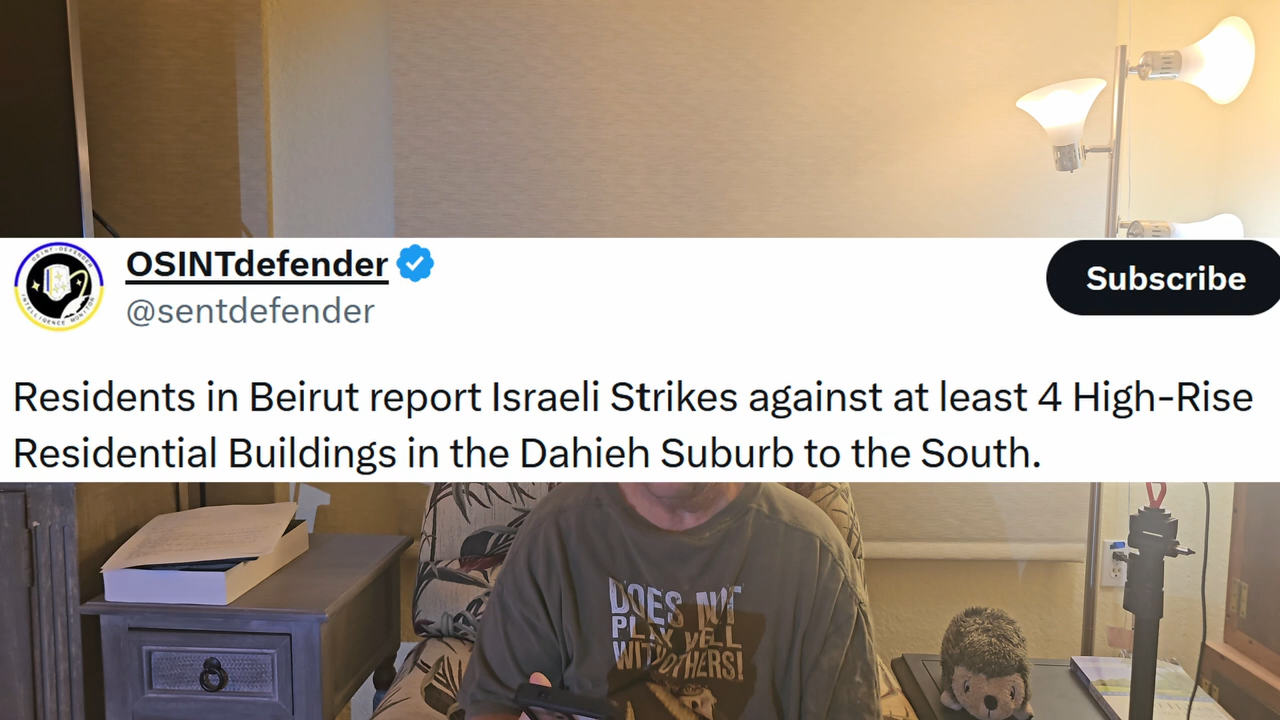 OSINTdefender
@sentdefender
Subscribe
Residents in Beirut report Israeli Strikes against at least 4 High-Rise
Residential Buildings in the Dahieh Suburb to the South.
DOES NOT
PLAY WELL
WITH OTHERS!